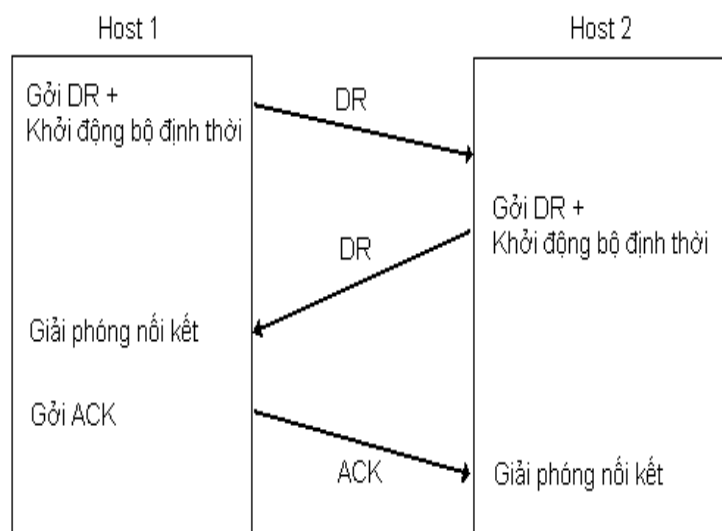 Host 1
Host 2
Gởi DR +
Khởi động bộ định thời
DR
Gởi DR +
Khởi động bộ định thời
DR
Giải phóng nối kết
Gởi ACK
ACK
Giải phóng nối kết